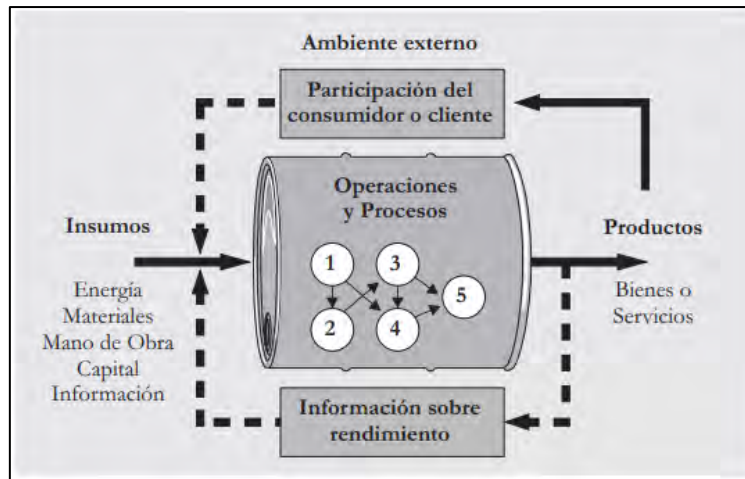 Ambiente externo
Participación del
consumidor o cliente
Operaciones
y Procesos
Insumos
Productos
1
3
5
2
4
Energía
Materiales
Mano de Obra
Capital
Información
Bienes o
Servicios
Información sobre
rendimiento